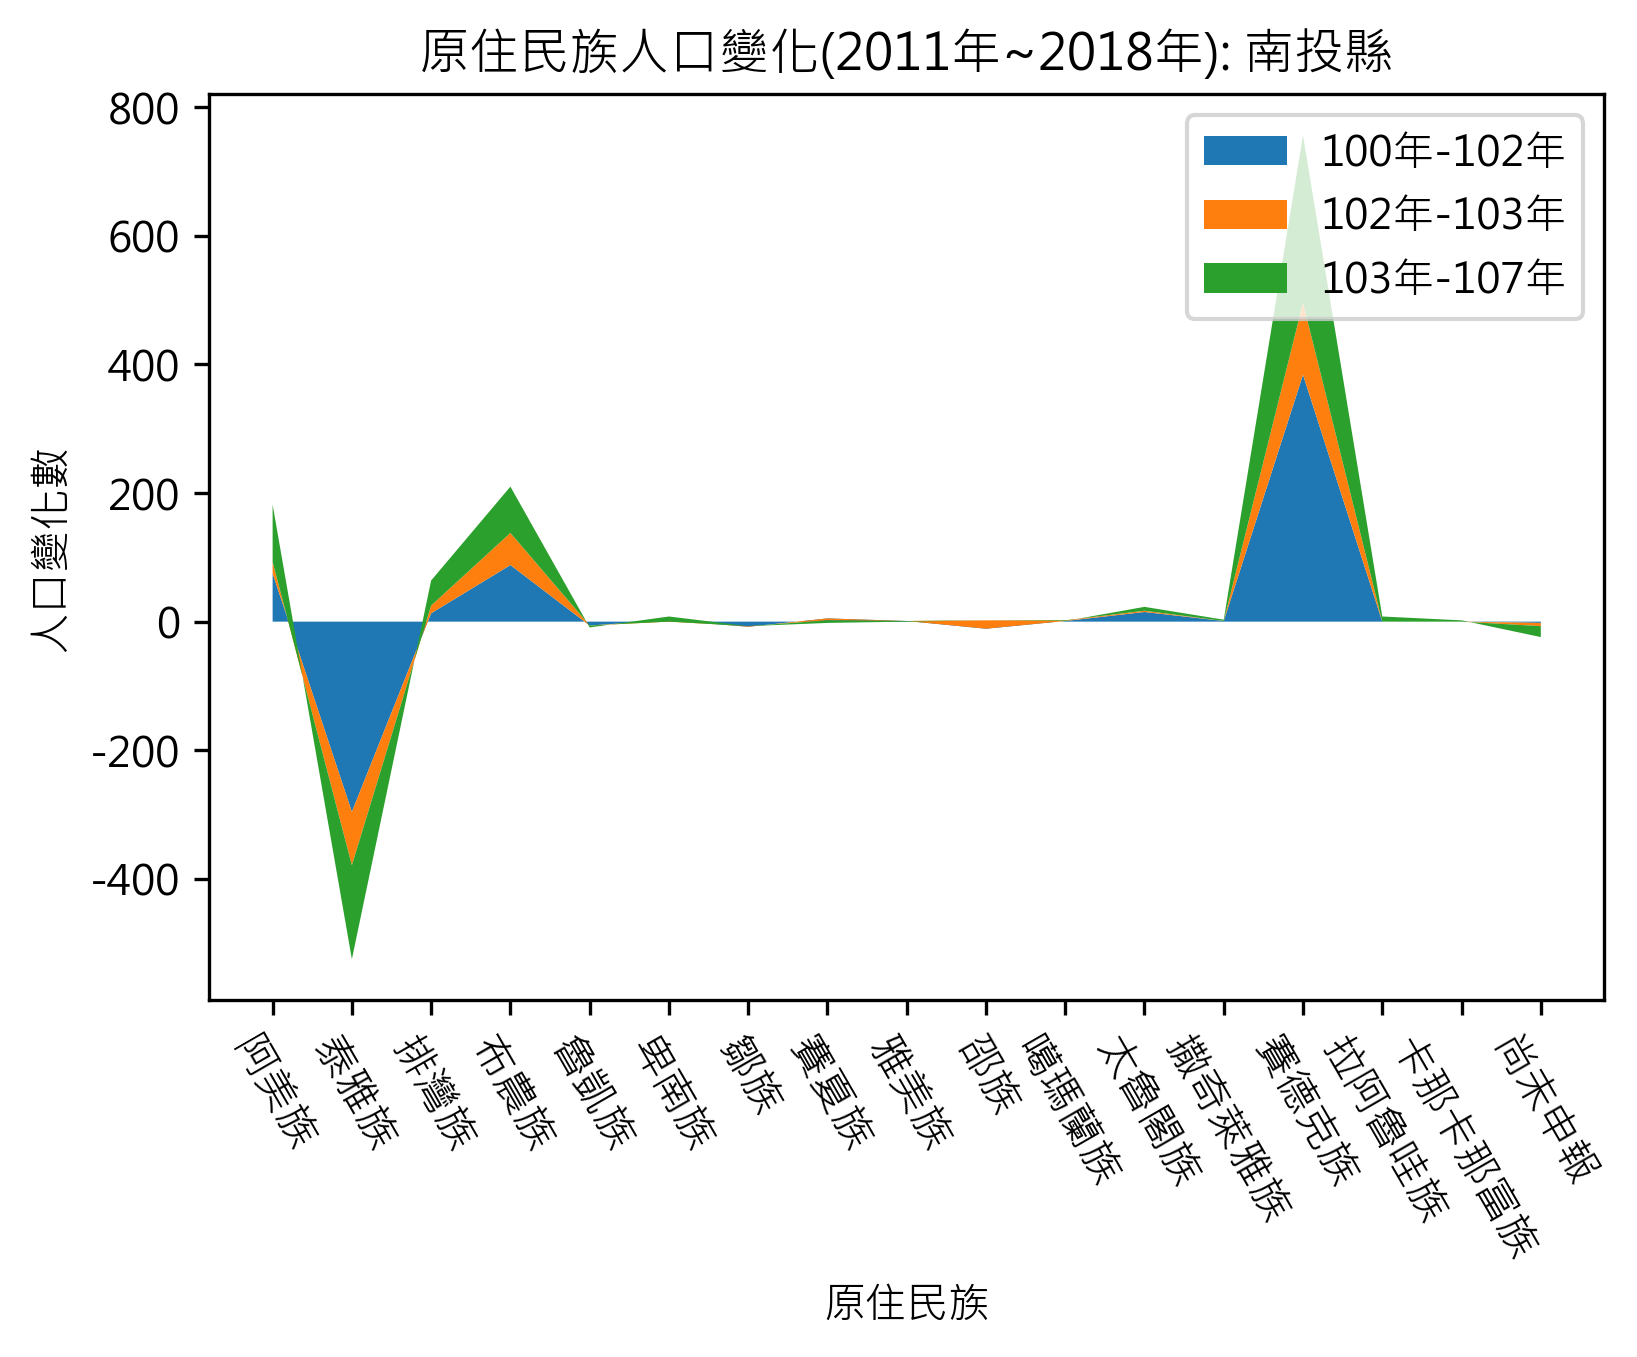 原住民族人口變化(2011年~2018年): 南投縣
800
600
400
200
0
-200
-400
人口變化數
100年-102年
102年-103年
103年-107年
阿美族
泰雅族
排灣族
布農族
魯凱族
卑南族
鄒族
賽夏族
雅美族
邵族
噶瑪蘭族
太魯閣族
撒奇萊雅族
賽德克族
拉阿魯哇族
卡那卡那富族
尚未申報
原住民族